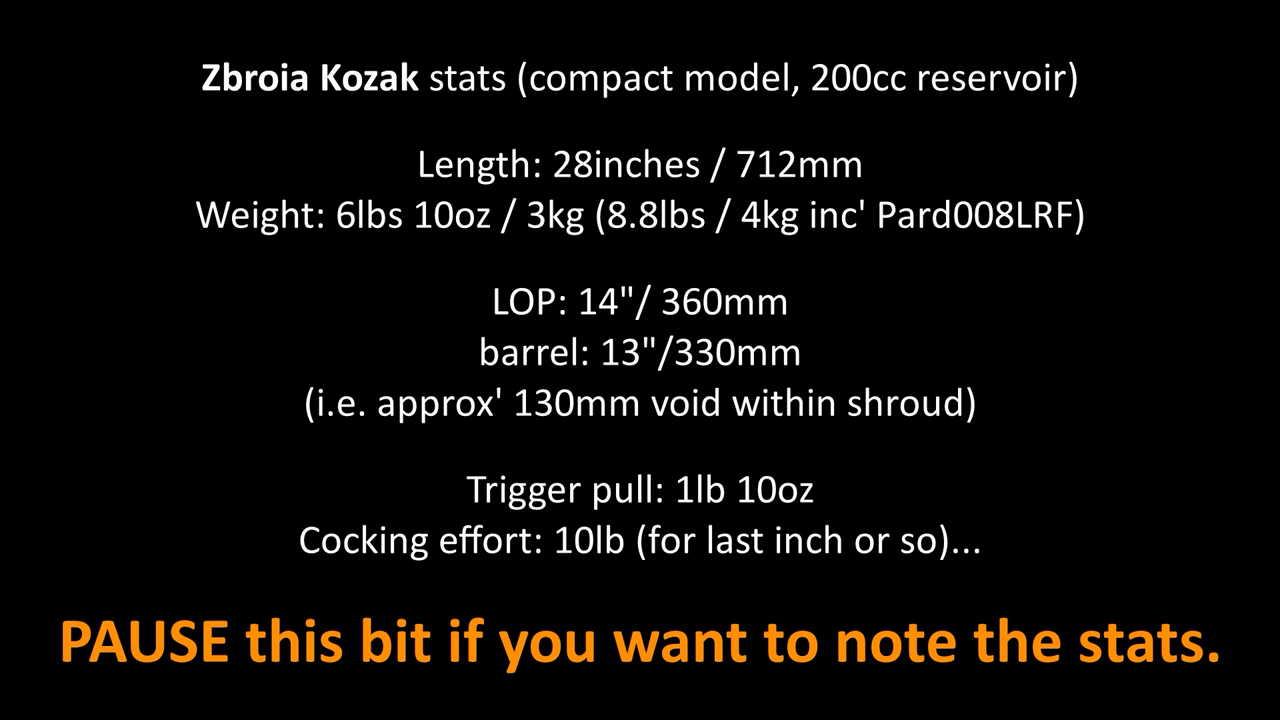 Zbroia Kozak stats (compact model, 200cc reservoir)
Length: 28inches / 712mm
Weight: 6lbs 10oz / 3kg (8.8lbs / 4kg inc' Pard008LRF)
LOP: 14"/ 360mm
barrel: 13"/330mm
(i.e. approx' 130mm void within shroud)
Trigger pull: 1lb 10oz
Cocking effort: 10lb (for last inch or so)...
PAUSE this bit if you want to note the stats.